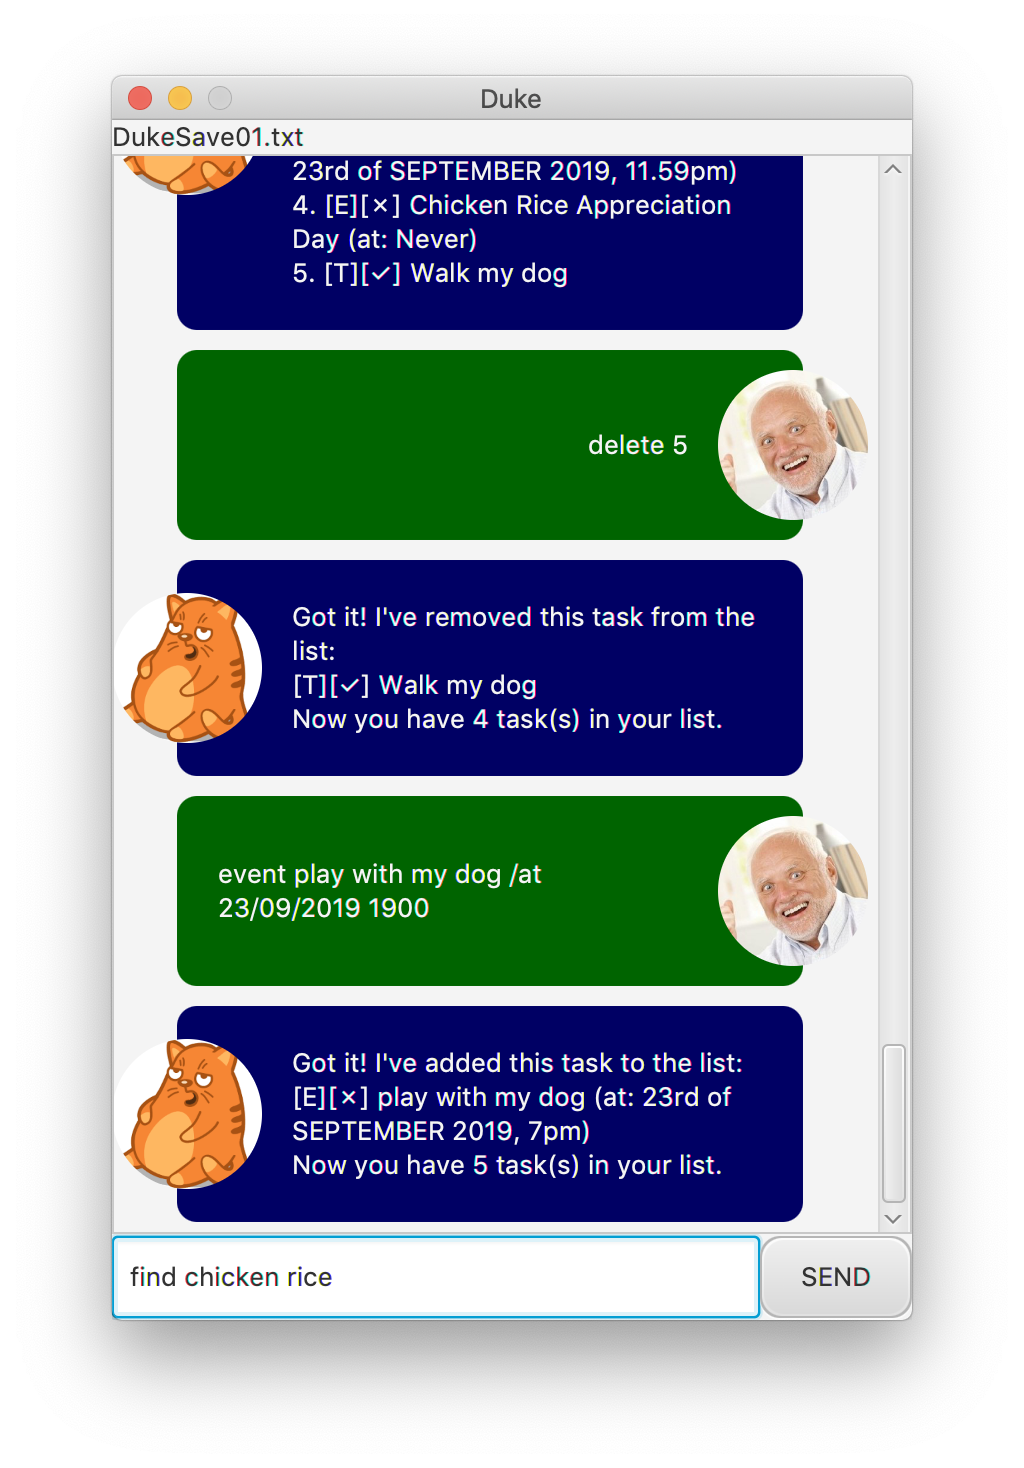 Duke
DukeSave01.txt
23rd of SEPTEMBER 2019, 11.59pm)
4. [E][×] Chicken Rice Appreciation
Day (at: Never)
5. [T][✓] Walk my dog
delete 5
Got it! I've removed this task from the
list:
[T][✓] Walk my dog
Now you have 4 task(s) in your list.
event play with my dog /at
23/09/2019 1900
Got it! I've added this task to the list:
[E][×] play with my dog (at: 23rd of
SEPTEMBER 2019, 7pm)
Now you have 5 task(s) in your list.
find chicken rice
SEND